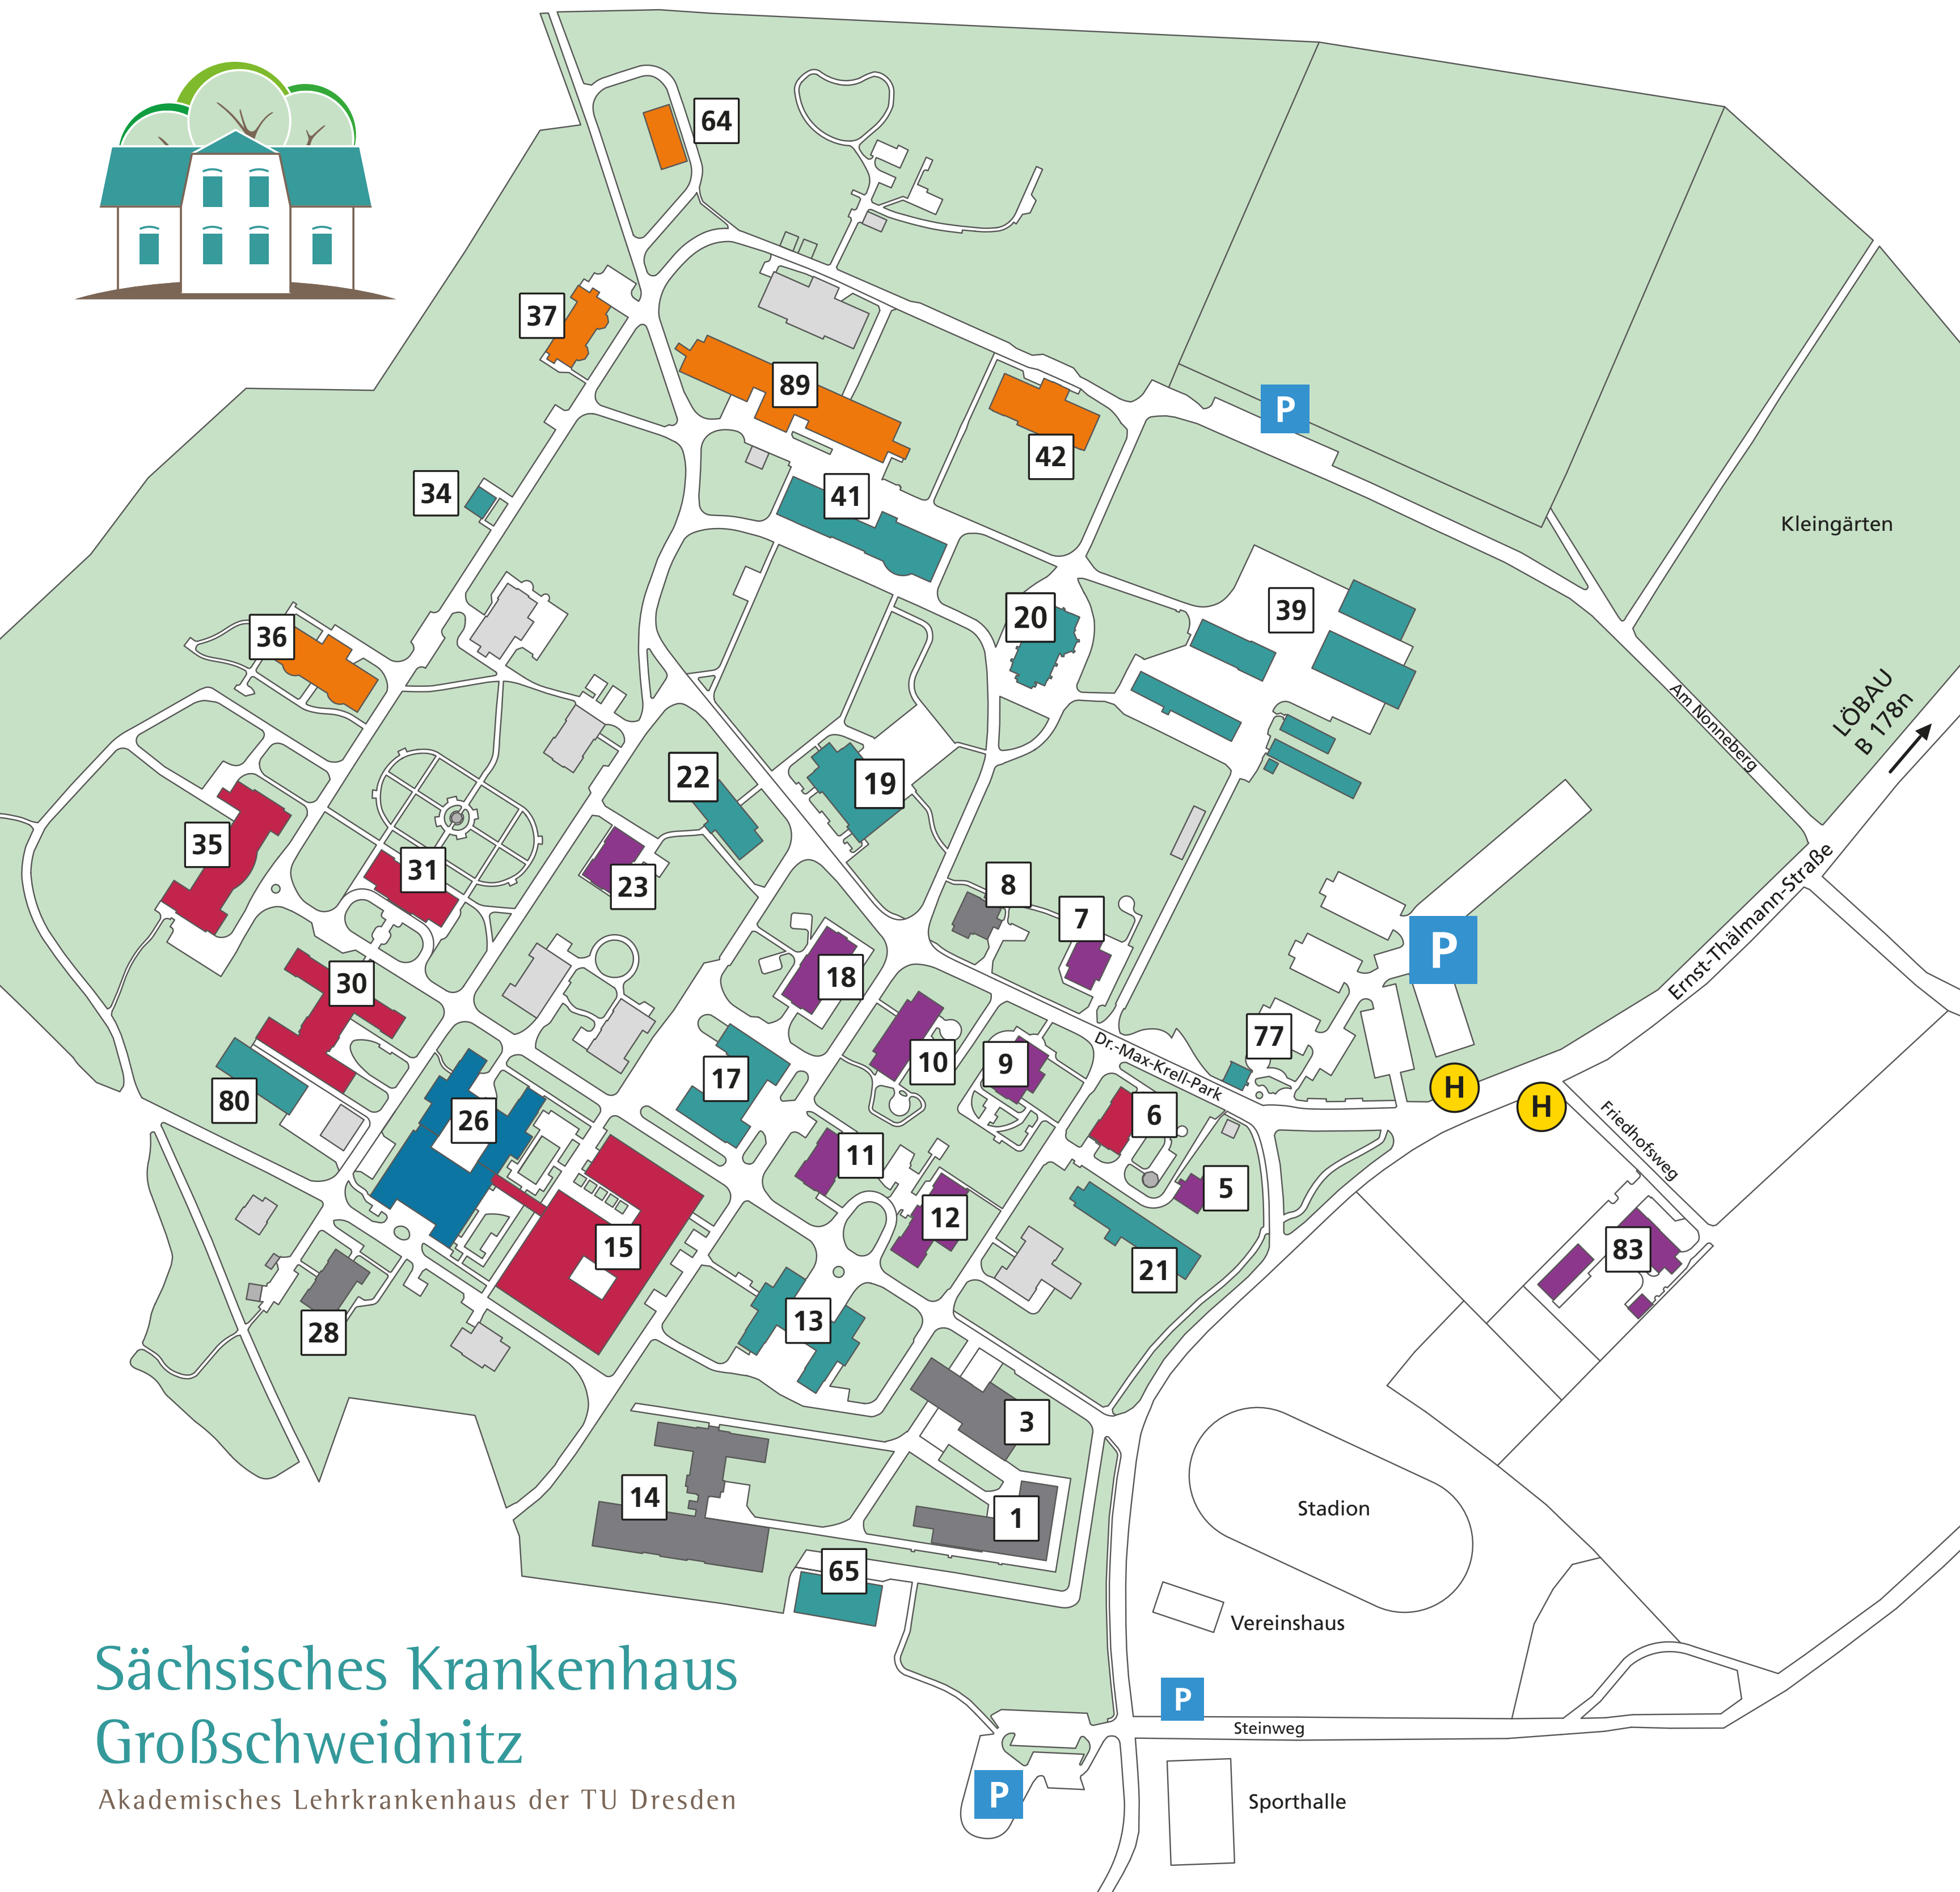 64
37
89
P
42
34
41
Kleingärten
39
20
36
LÖBAU
B 178n
Am Nonneberg
22
19
35
31
23
8
7
Ernst-Thälmann-Straße
P
18
30
77
Dr.-Max-Krell-Park
10
9
17
80
H
H
26
6
Friedhofsweg
11
5
12
15
83
21
28
13
3
14
1
Stadion
65
Vereinshaus
P
Steinweg
P
Sporthalle
Sächsisches Krankenhaus
Großschweidnitz
Akademisches Lehrkrankenhaus der TU Dresden